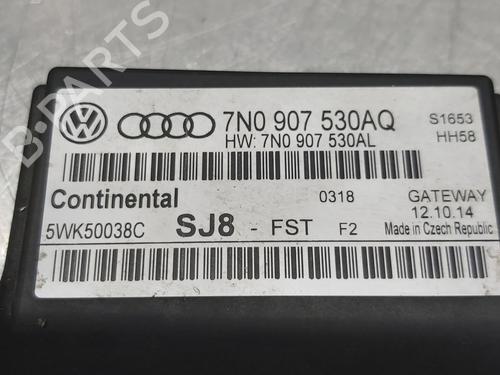 7N0 907 530AQ
S1653
HW: 7N0 907 530AL
HH58
Continental
0318
GATEWAY
12.10.14
5WK50038C
SJ8 - FST F2
Made in Czech Republic
B-PARTS